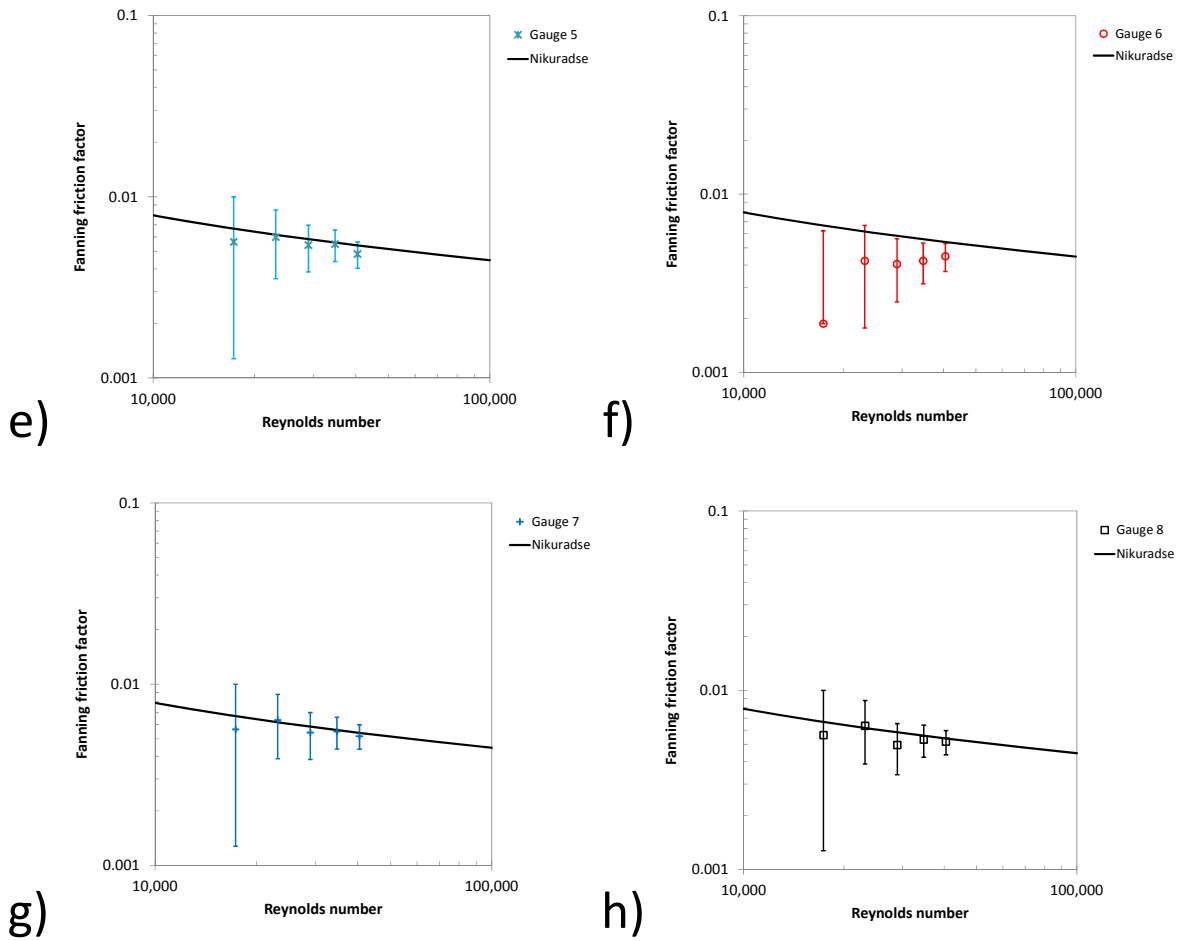 0.1
0.01
0.001
10,000
100,000
Fanning friction factor
Reynolds number
Gauge 5
Nikuradse
e)
0.1
0.01
0.001
10,000
100,000
Fanning friction factor
Reynolds number
Gauge 6
Nikuradse
f)
0.1
0.01
0.001
10,000
100,000
Fanning friction factor
Reynolds number
Gauge 7
Nikuradse
g)
0.1
0.01
0.001
10,000
100,000
Fanning friction factor
Reynolds number
Gauge 8
Nikuradse
h)